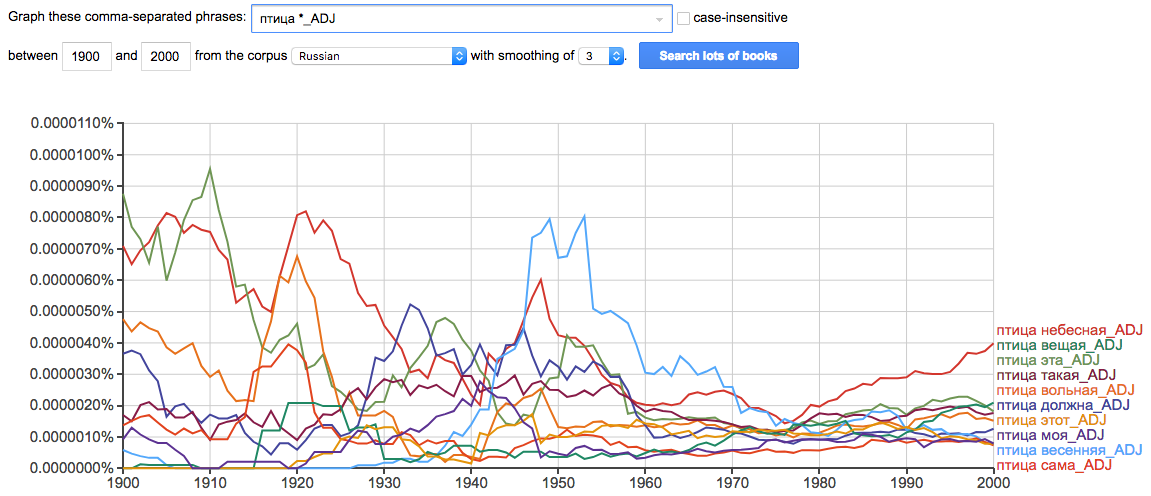 Graph these comma-separated phrases: птица *_ADJ case-insensitive
between 1900 and 2000 from the corpus Russian with smoothing of 3 . Search lots of books
0.0000110%
0.0000100%
0.0000090%
0.0000080%
0.0000070%
0.0000060%
0.0000050%
0.0000040%
0.0000030%
0.0000020%
0.0000010%
0.0000000%
птица небесная_ADJ
птица вещая_ADJ
птица эта_ADJ
птица такая_ADJ
птица вольная_ADJ
птица должна_ADJ
птица этот_ADJ
птица моя_ADJ
птица весенняя_ADJ
птица сама_ADJ
1900 1910 1920 1930 1940 1950 1960 1970 1980 1990 2000